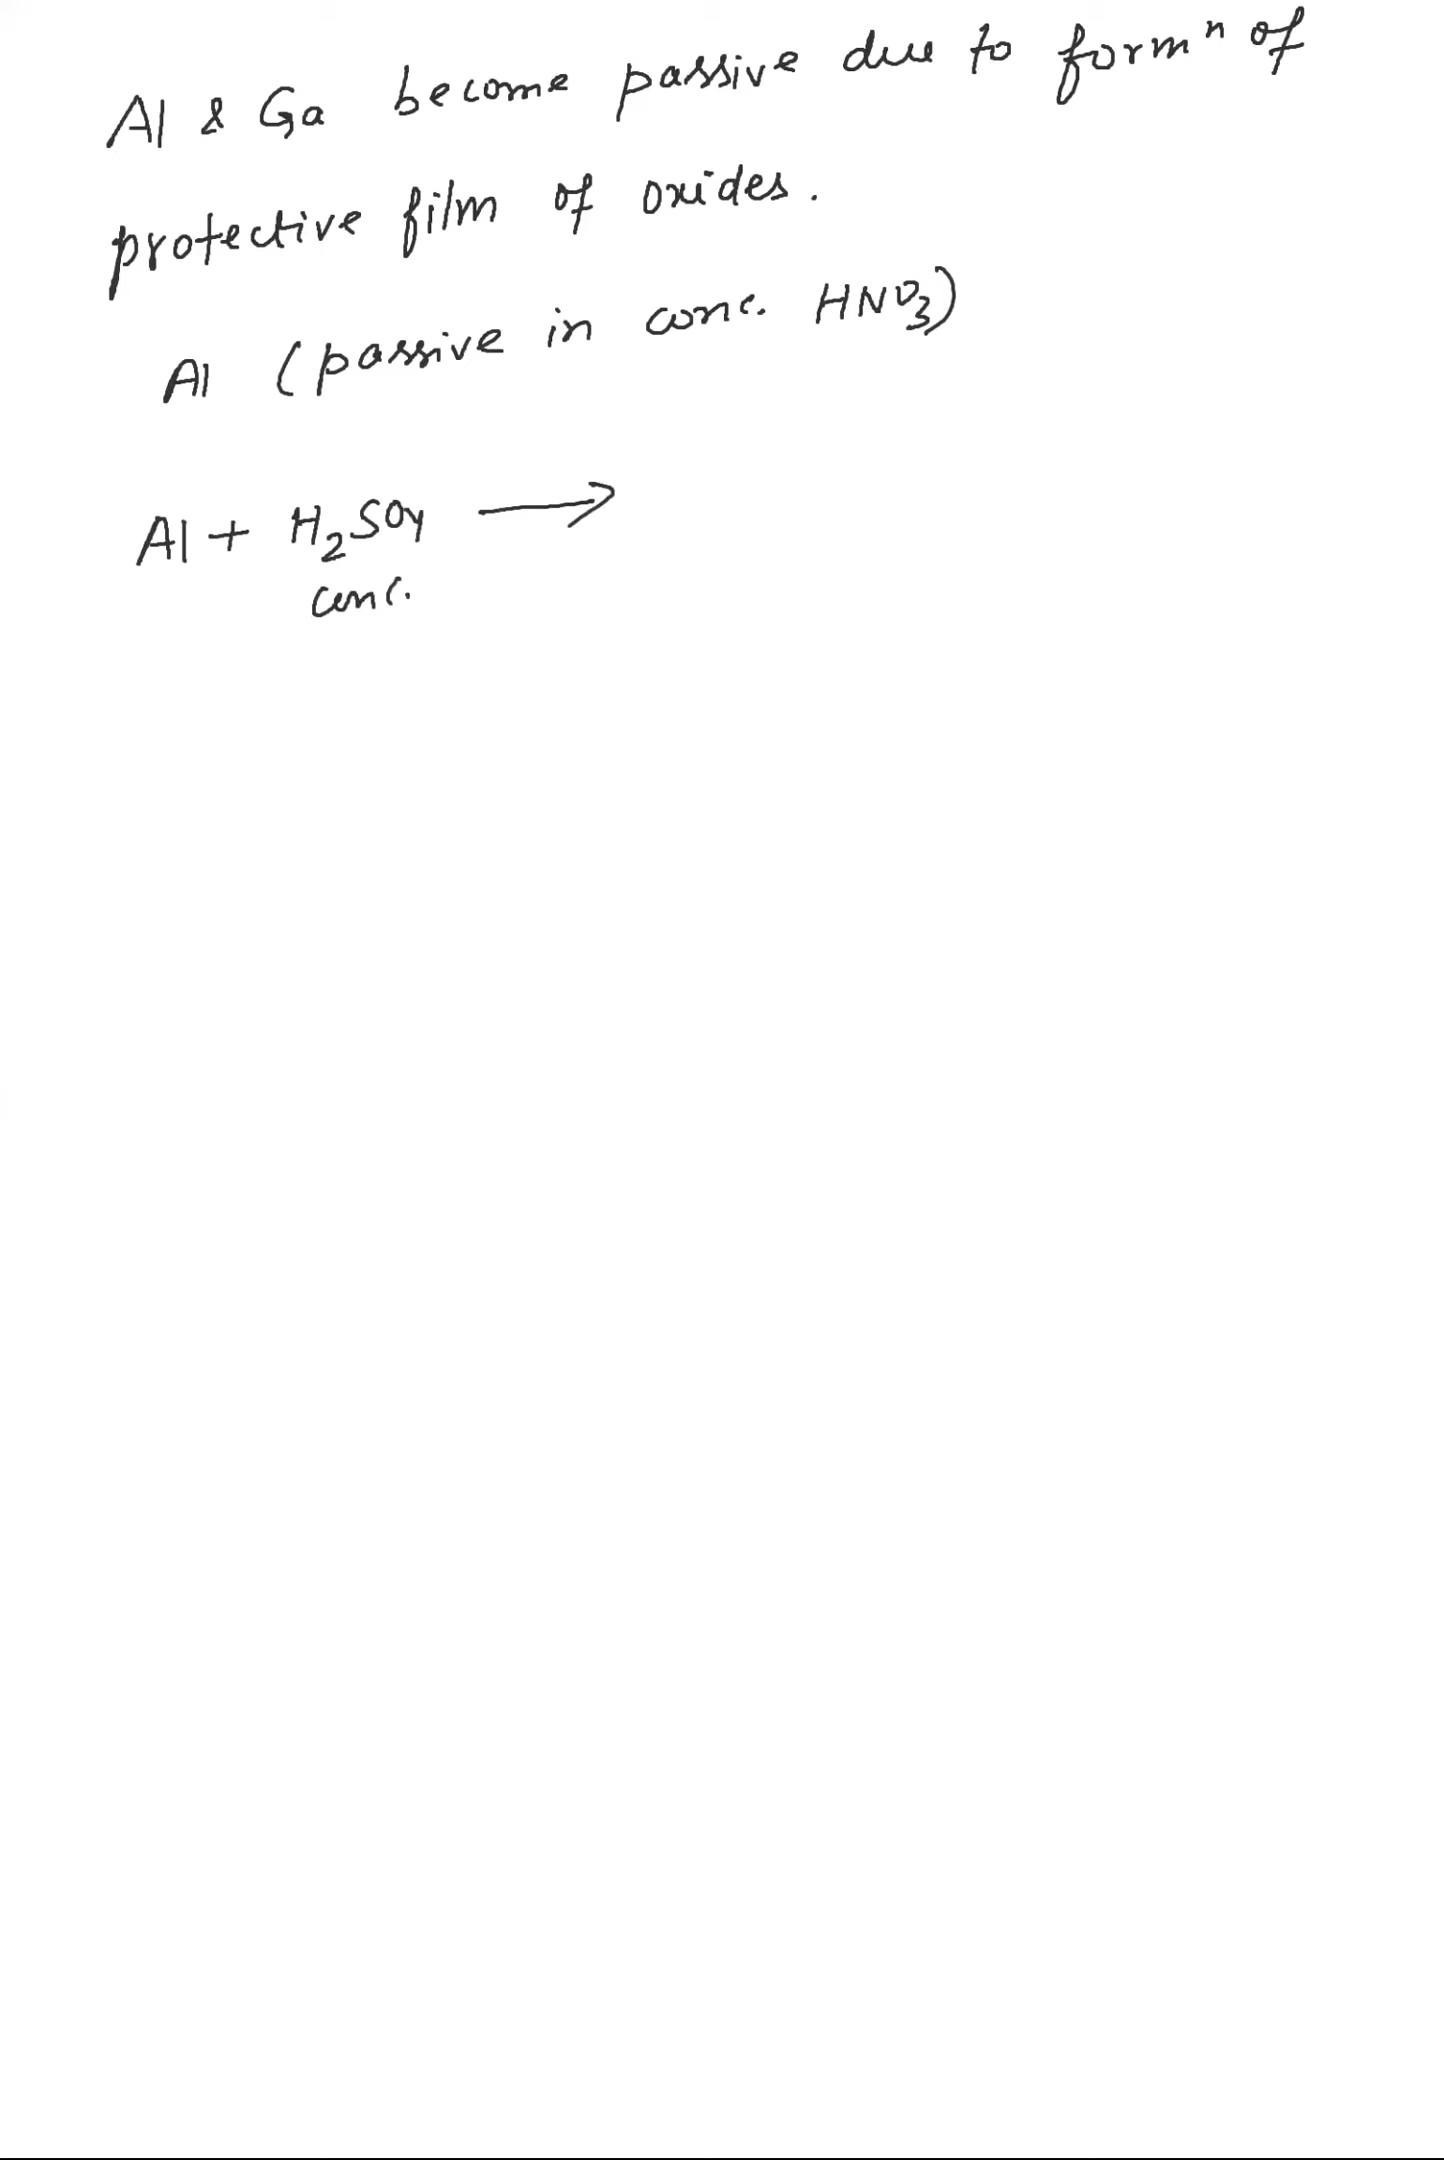 Al & Ga become passive due to formⁿ of
protective film of oxides.
Al (passive in conc. HNO₃)
Al + H₂SO₄ ⟶
conc.